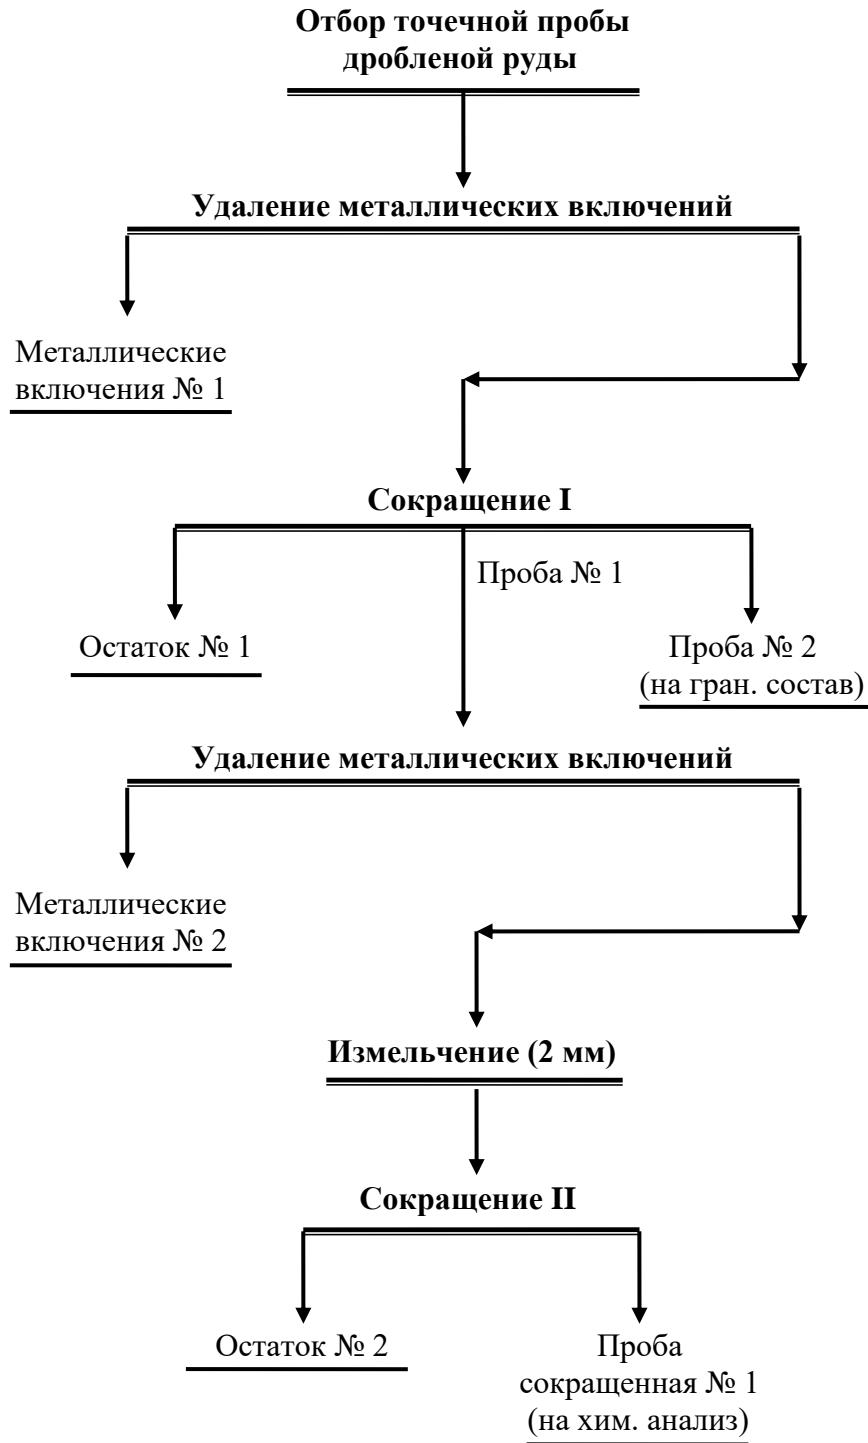 Отбор точечной пробы
дробленой руды
Удаление металлических включений
Металлические
включения № 1
Сокращение I
Проба № 1
Остаток № 1
Проба № 2
(на гран. состав)
Удаление металлических включений
Металлические
включения № 2
Измельчение (2 мм)
Сокращение II
Остаток № 2
Проба
сокращенная № 1
(на хим. анализ)